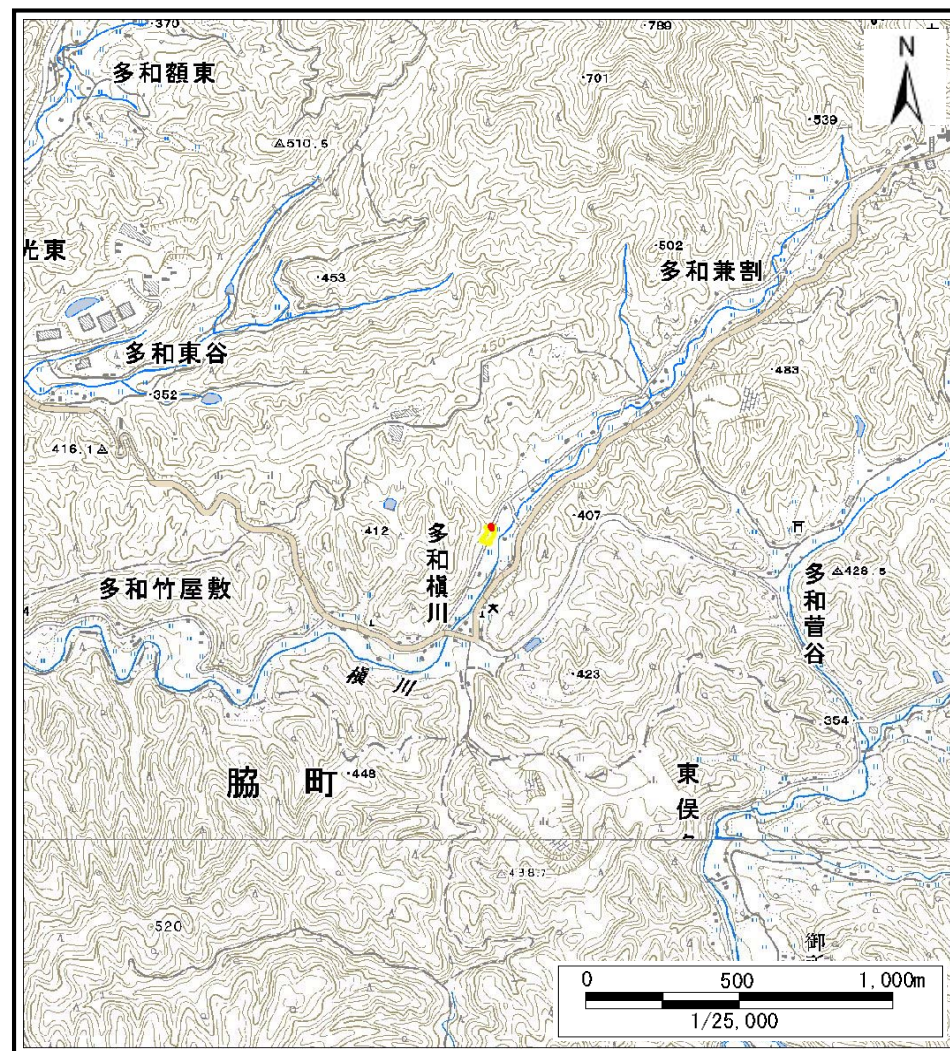 ·370
·789
多和額東
·701
N
△510.5
·539
光東
·502
多和兼割
·453
多和東谷
450
·483
·352
416.1△
·412
·407
多和槇川
多和竹屋敷
△428.5
多和菅谷
槇川
·423
354
脇町
·448
東俣
·520
御
0 500 1,000m
1/25,000